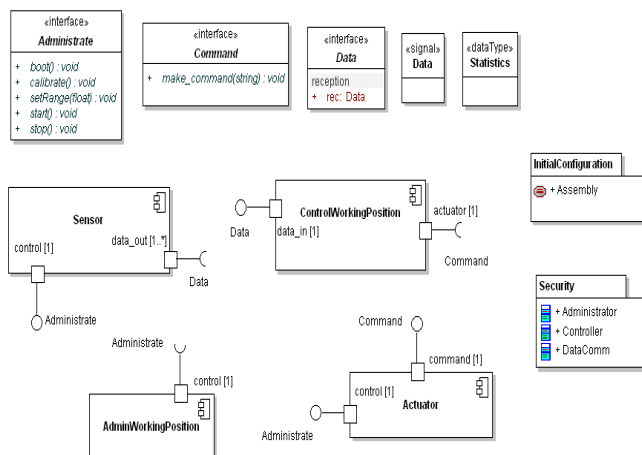 «interface»
Administrate
+ boot() : void
+ calibrate() : void
+ setRange(float) : void
+ start() : void
+ stop() : void
«interface»
Command
+ make_command(string) : void
«interface»
Data
reception
+ rec: Data
«signal»
Data
«dataType»
Statistics
InitialConfiguration
+ Assembly
Sensor
control [1]
data_out [1..*]
Data
Administrate
ControlWorkingPosition
Data
data_in [1]
actuator [1]
Command
Security
+ Administrator
+ Controller
+ DataComm
Administrate
control [1]
AdminWorkingPosition
Command
command [1]
control [1]
Actuator
Administrate